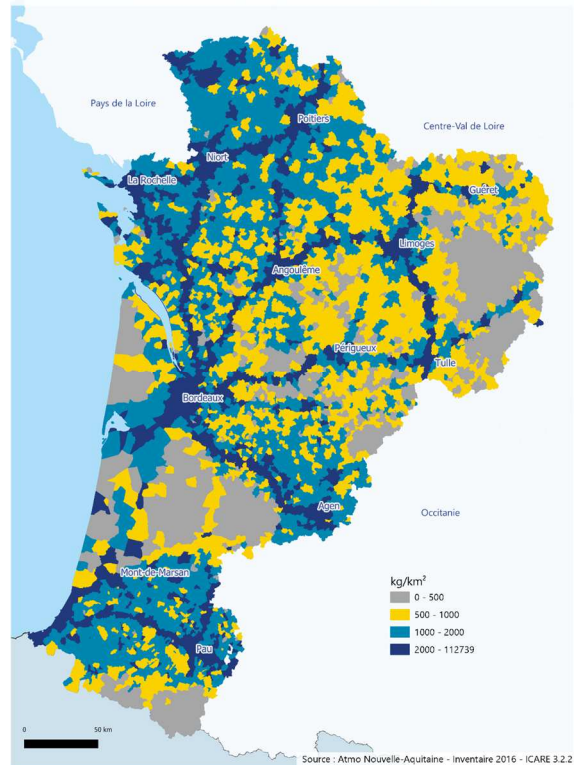 Pays de la Loire
Poitiers
Centre-Val de Loire
Niort
La Rochelle
Guéret
Limoges
Angoulême
Périgueux
Tulle
Bordeaux
Agen
Occitanie
Mont-de-Marsan
Pau
kg/km²
0 - 500
500 - 1000
1000 - 2000
2000 - 112739
0 50 km
Source : Atmo Nouvelle-Aquitaine - Inventaire 2016 - ICARE 3.2.2